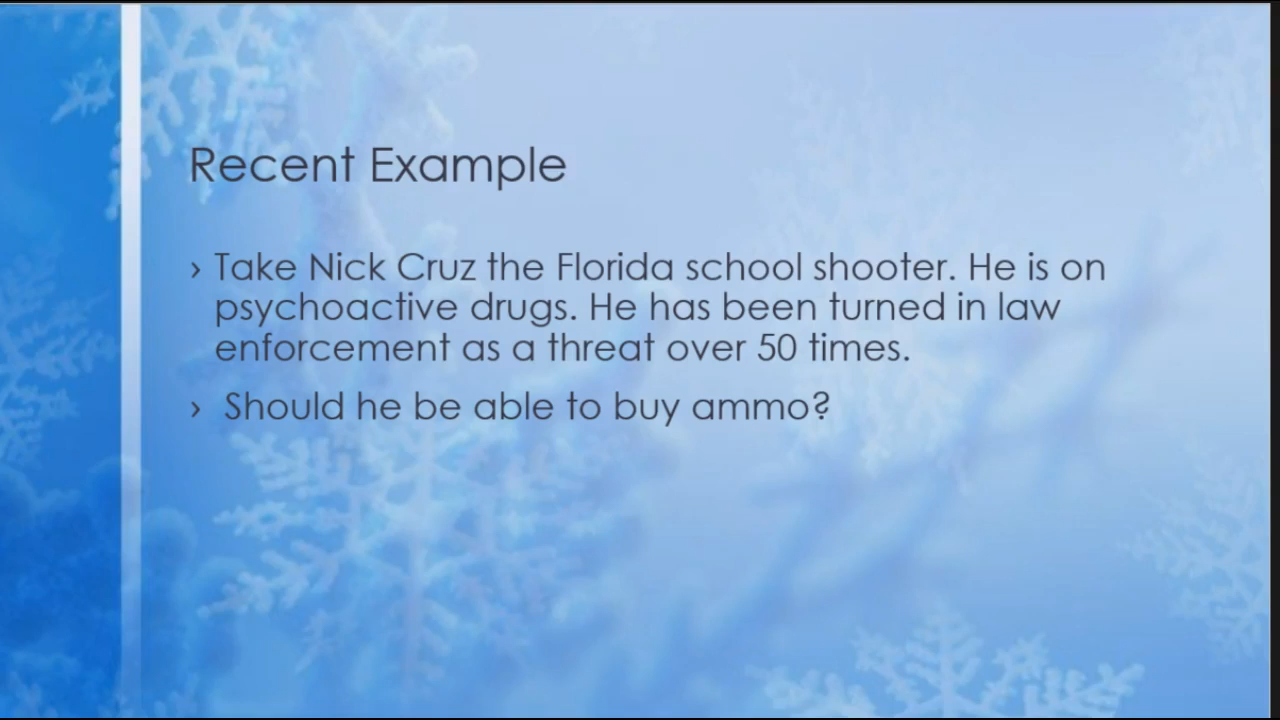 Recent Example
› Take Nick Cruz the Florida school shooter. He is on
psychoactive drugs. He has been turned in law
enforcement as a threat over 50 times.
› Should he be able to buy ammo?